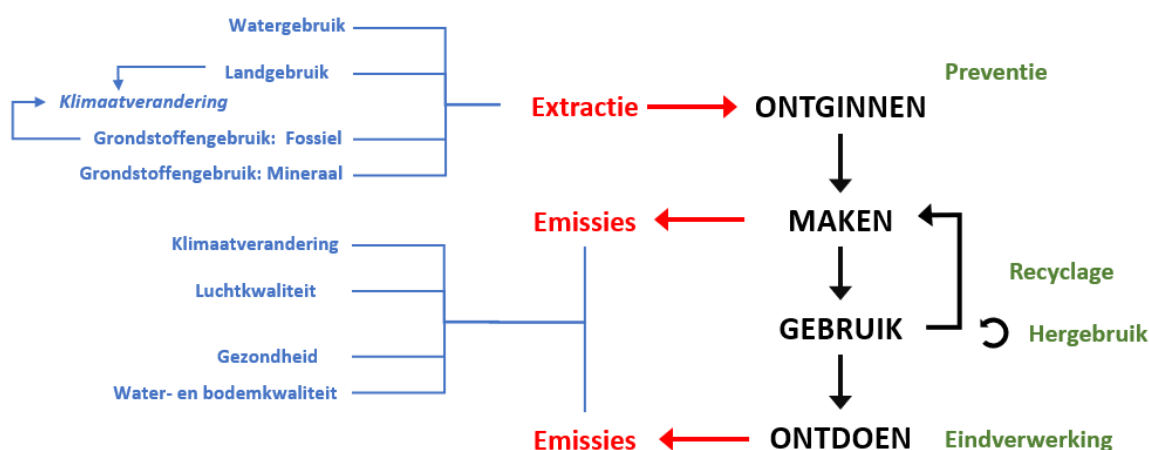 Watergebruik
Landgebruik
Klimaatverandering
Grondstoffengebruik: Fossiel
Grondstoffengebruik: Mineraal
Extractie
ONTGINNEN
Preventie
Emissies
MAKEN
Klimaatverandering
Luchtkwaliteit
Gezondheid
Water- en bodemkwaliteit
Recyclage
GEBRUIK
Hergebruik
Emissies
ONTDOEN
Eindverwerking